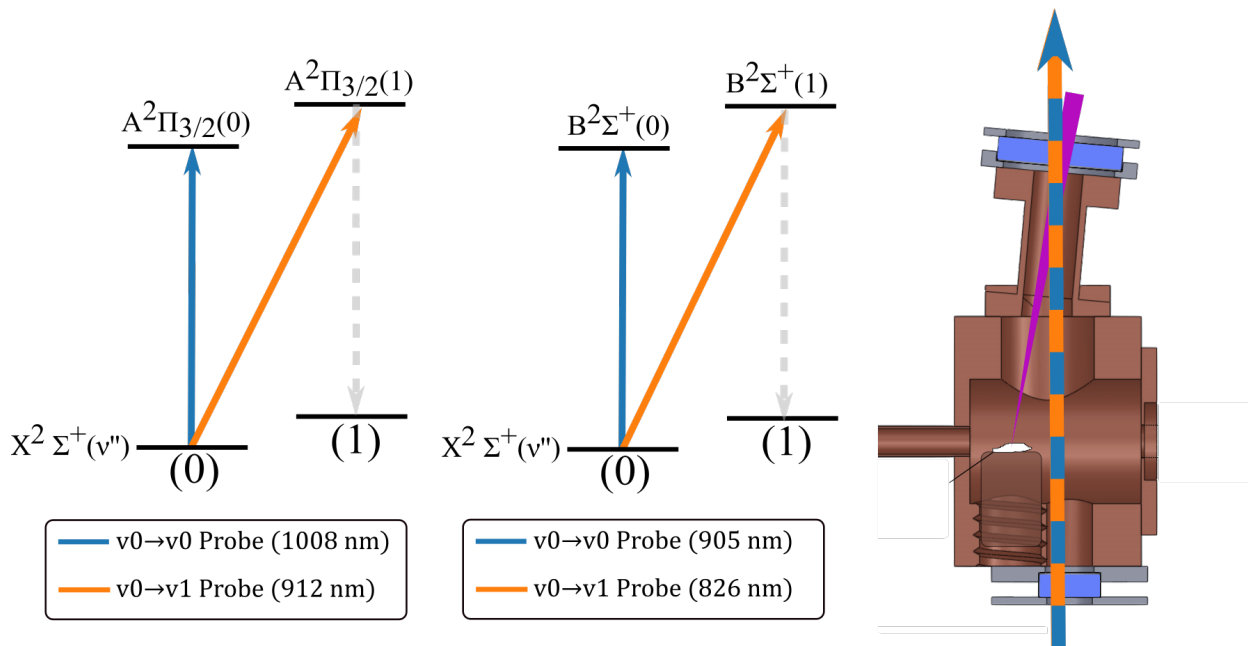 A²Π₃/₂(0)
A²Π₃/₂(1)
X² Σ⁺(ν")
(0)
(1)
v0→v0 Probe (1008 nm)
v0→v1 Probe (912 nm)
B²Σ⁺(0)
B²Σ⁺(1)
X² Σ⁺(ν")
(0)
(1)
v0→v0 Probe (905 nm)
v0→v1 Probe (826 nm)